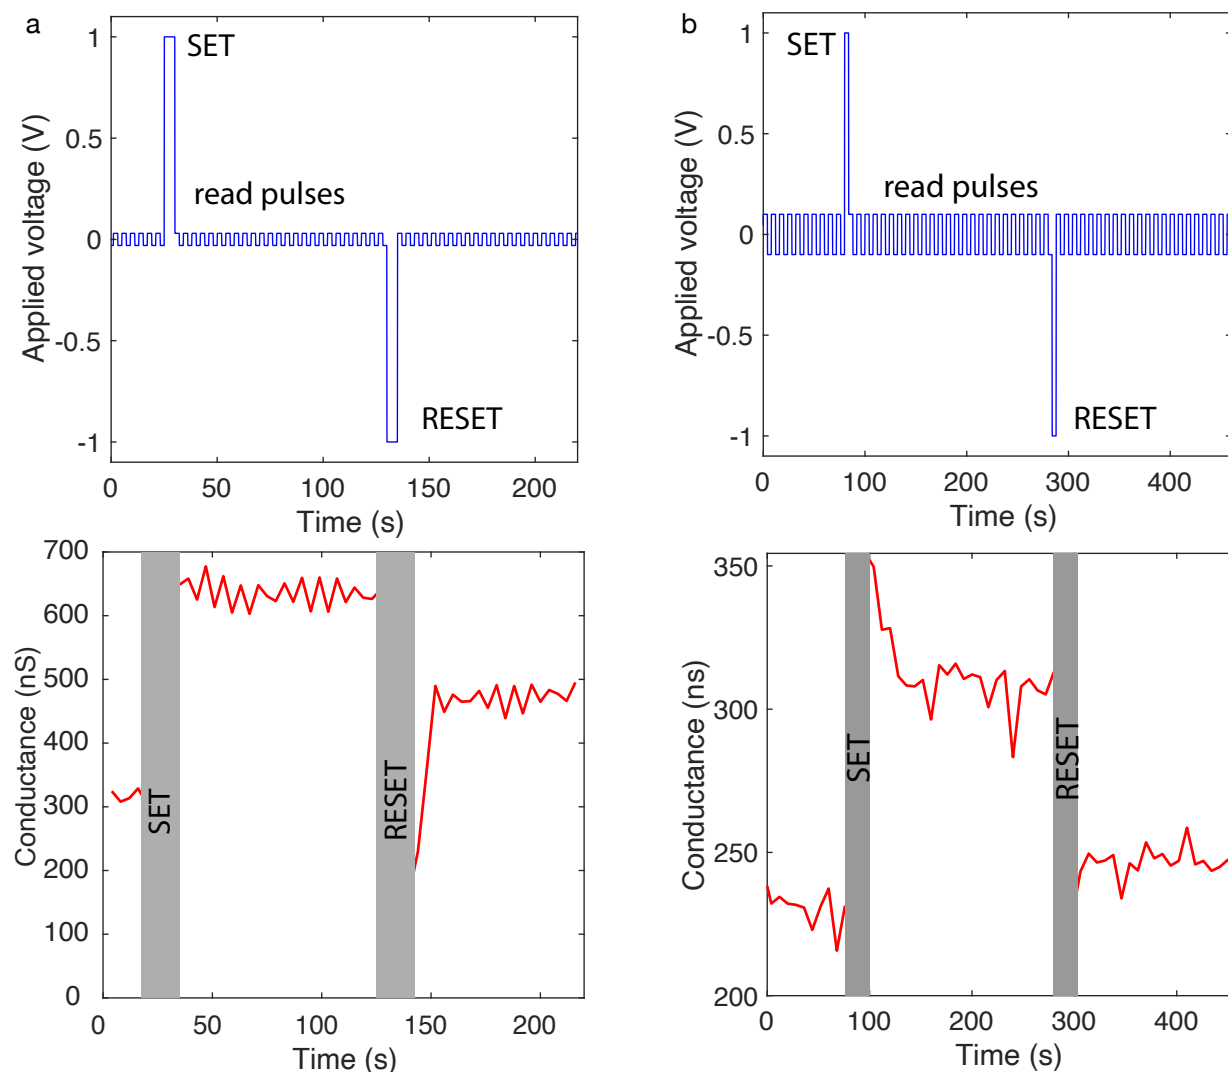 a
SET
read pulses
RESET
Applied voltage (V)
1
0.5
0
-0.5
-1
0 50 100 150 200
Time (s)
b
SET
read pulses
RESET
Applied voltage (V)
1
0.5
0
-0.5
-1
0 100 200 300 400
Time (s)
Conductance (nS)
700
600
500
400
300
200
100
0
SET
RESET
0 50 100 150 200
Time (s)
Conductance (ns)
350
300
250
200
SET
RESET
0 100 200 300 400
Time (s)